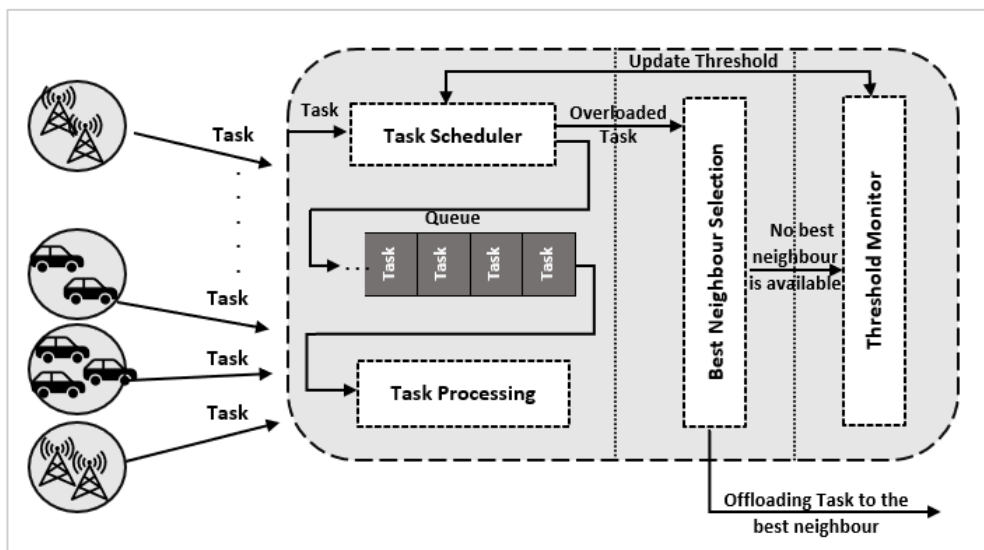 Update Threshold
Task
Task
Task Scheduler
Overloaded
Task
Queue
Task
Task
Task
Task
Task
Task
Task
Task Processing
Best Neighbour Selection
No best
neighbour
is available
Threshold Monitor
Offloading Task to the
best neighbour